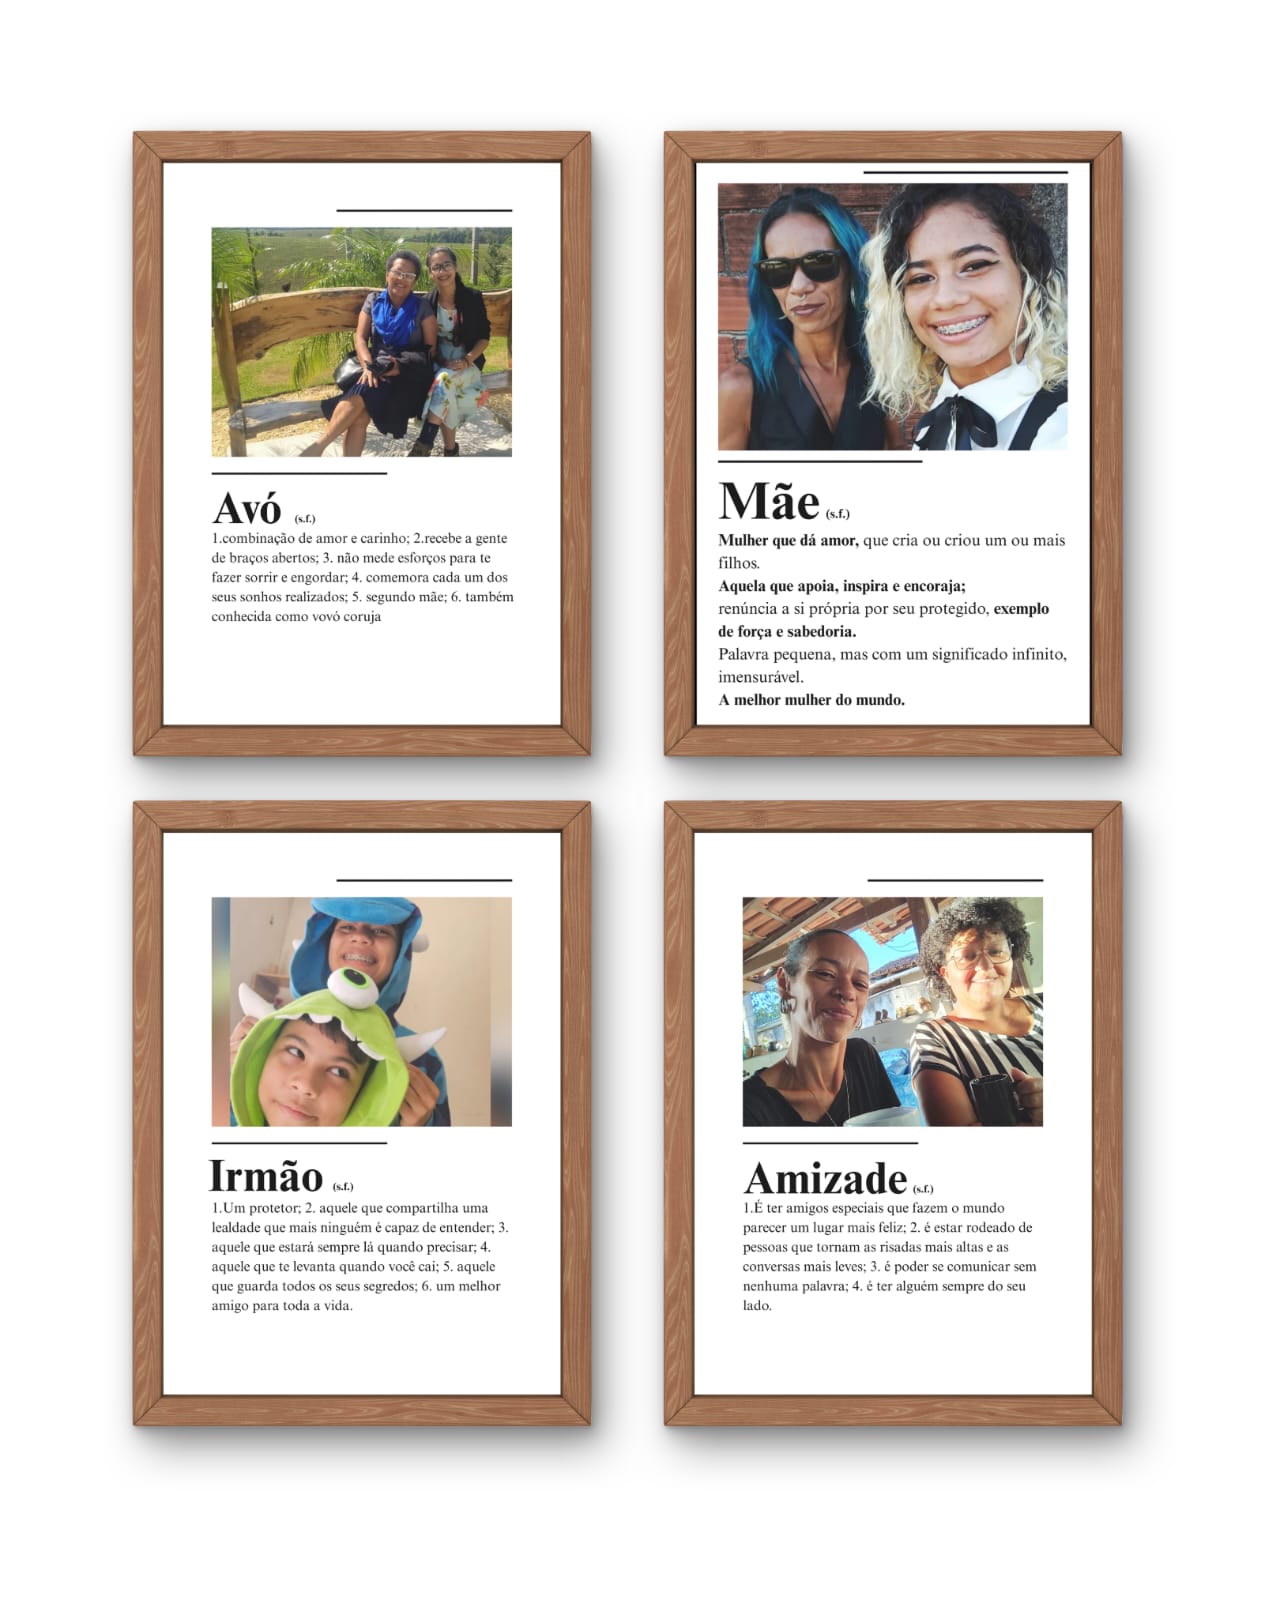 Avó (s.f.)
1.combinação de amor e carinho; 2.recebe a gente
de braços abertos; 3. não mede esforços para te
fazer sorrir e engordar; 4. comemora cada um dos
seus sonhos realizados; 5. segundo mãe; 6. também
conhecida como vovó coruja
Mãe (s.f.)
Mulher que dá amor, que cria ou criou um ou mais
filhos.
Aquela que apoia, inspira e encoraja;
renúncia a si própria por seu protegido, exemplo
de força e sabedoria.
Palavra pequena, mas com um significado infinito,
imensurável.
A melhor mulher do mundo.
Irmão (s.f.)
1.Um protetor; 2. aquele que compartilha uma
lealdade que mais ninguém é capaz de entender; 3.
aquele que estará sempre lá quando precisar; 4.
aquele que te levanta quando você cai; 5. aquele
que guarda todos os seus segredos; 6. um melhor
amigo para toda a vida.
Amizade (s.f.)
1.É ter amigos especiais que fazem o mundo
parecer um lugar mais feliz; 2. é estar rodeado de
pessoas que tornam as risadas mais altas e as
conversas mais leves; 3. é poder se comunicar sem
nenhuma palavra; 4. é ter alguém sempre do seu
lado.